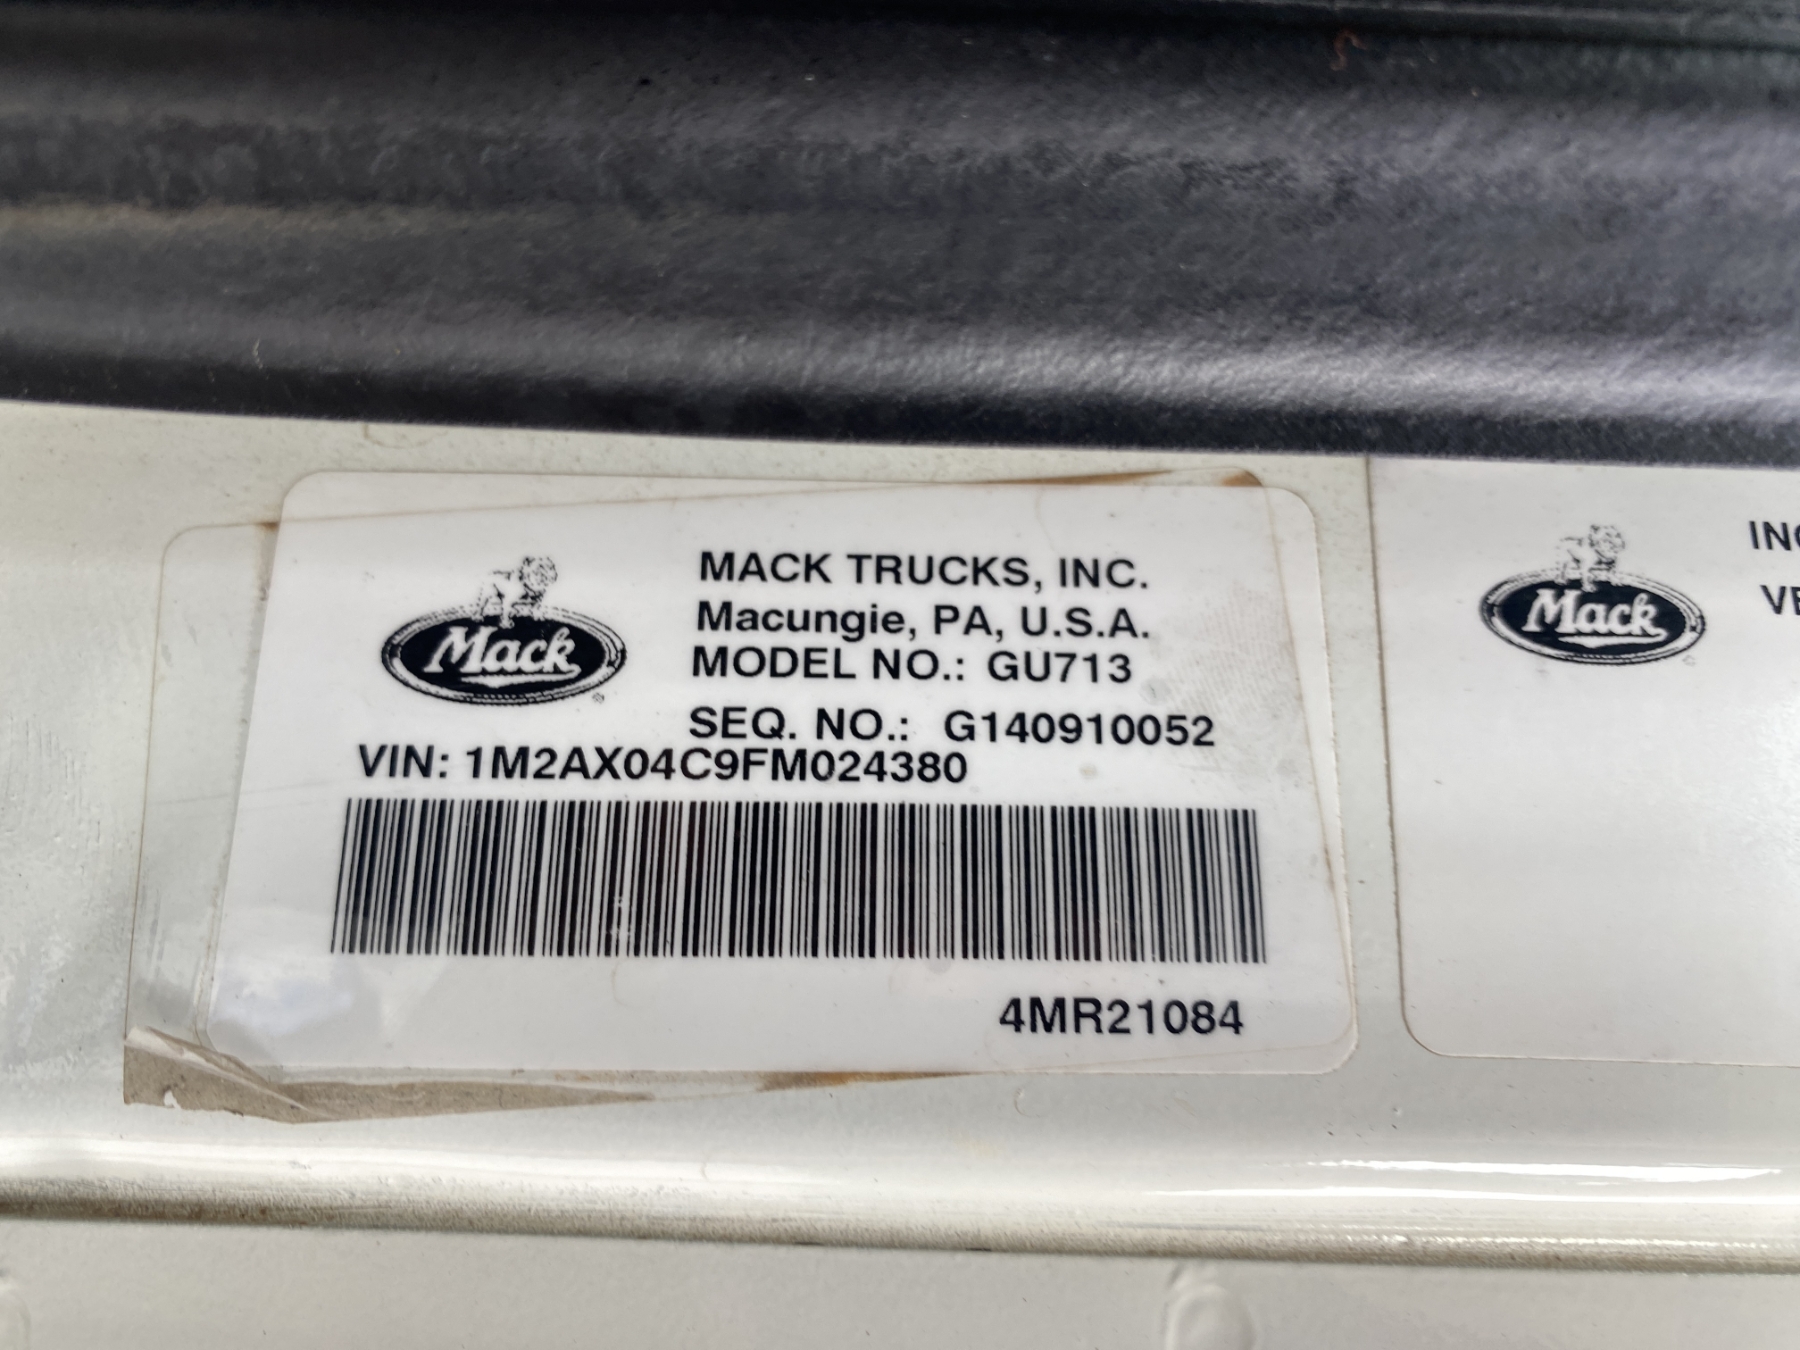 MACK TRUCKS, INC.
Macungie, PA, U.S.A.
MODEL NO.: GU713
SEQ. NO.: G140910052
VIN: 1M2AX04C9FM024380
4MR21084
Mack
Mack